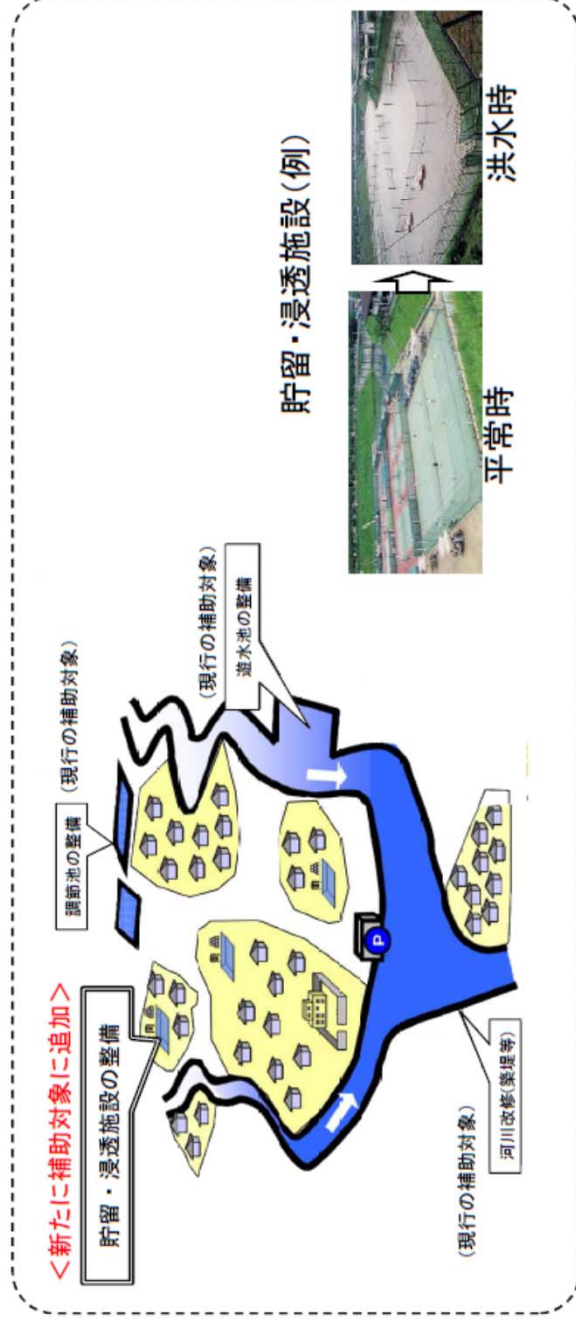 ＜新たに補助対象に追加＞
貯留・浸透施設の整備
調節池の整備
(現行の補助対象)
(現行の補助対象)
遊水池の整備
P
(現行の補助対象)
河川改修(築堤等)
貯留・浸透施設(例)
平常時
洪水時